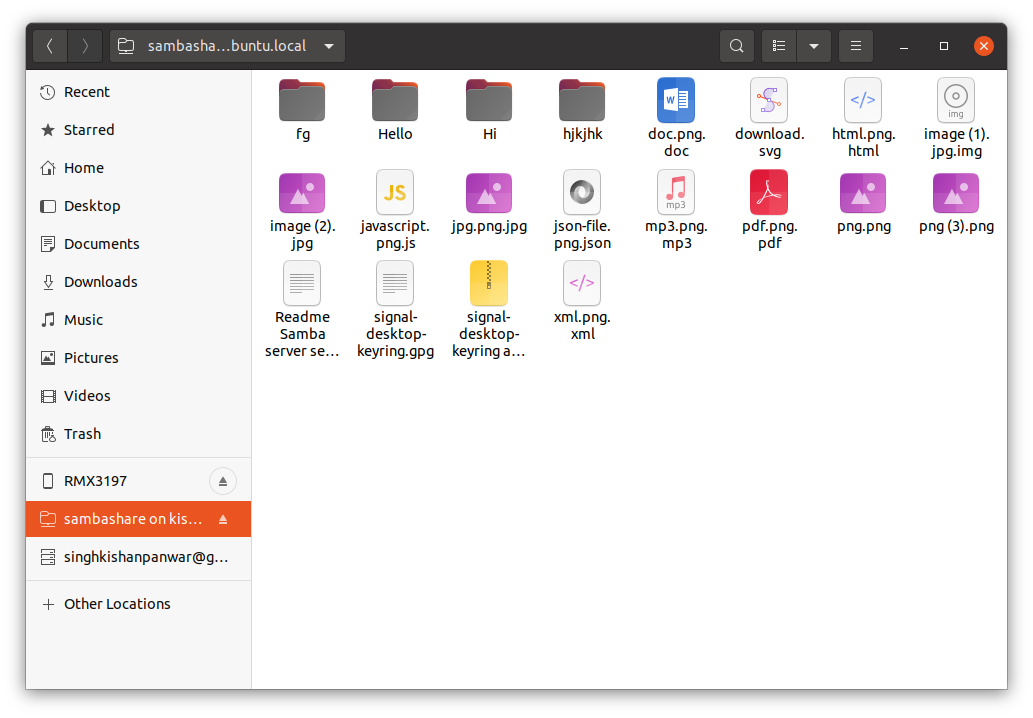 sambasha...buntu.local
Recent
Starred
Home
Desktop
Documents
Downloads
Music
Pictures
Videos
Trash
RMX3197
sambashare on kis...
singhkishanpanwar@g...
Other Locations
fg
Hello
Hi
hjkjhk
W
doc.png.
doc
download.
svg
</>
html.png.
html
img
image (1).
jpg.img
image (2).
jpg
JS
javascript.
png.js
jpg.png.jpg
json-file.
png.json
mp3
mp3.png.
mp3
pdf.png.
pdf
png.png
png (3).png
Readme
Samba
server se...
signal-
desktop-
keyring.gpg
signal-
desktop-
keyring a...
</>
xml.png.
xml